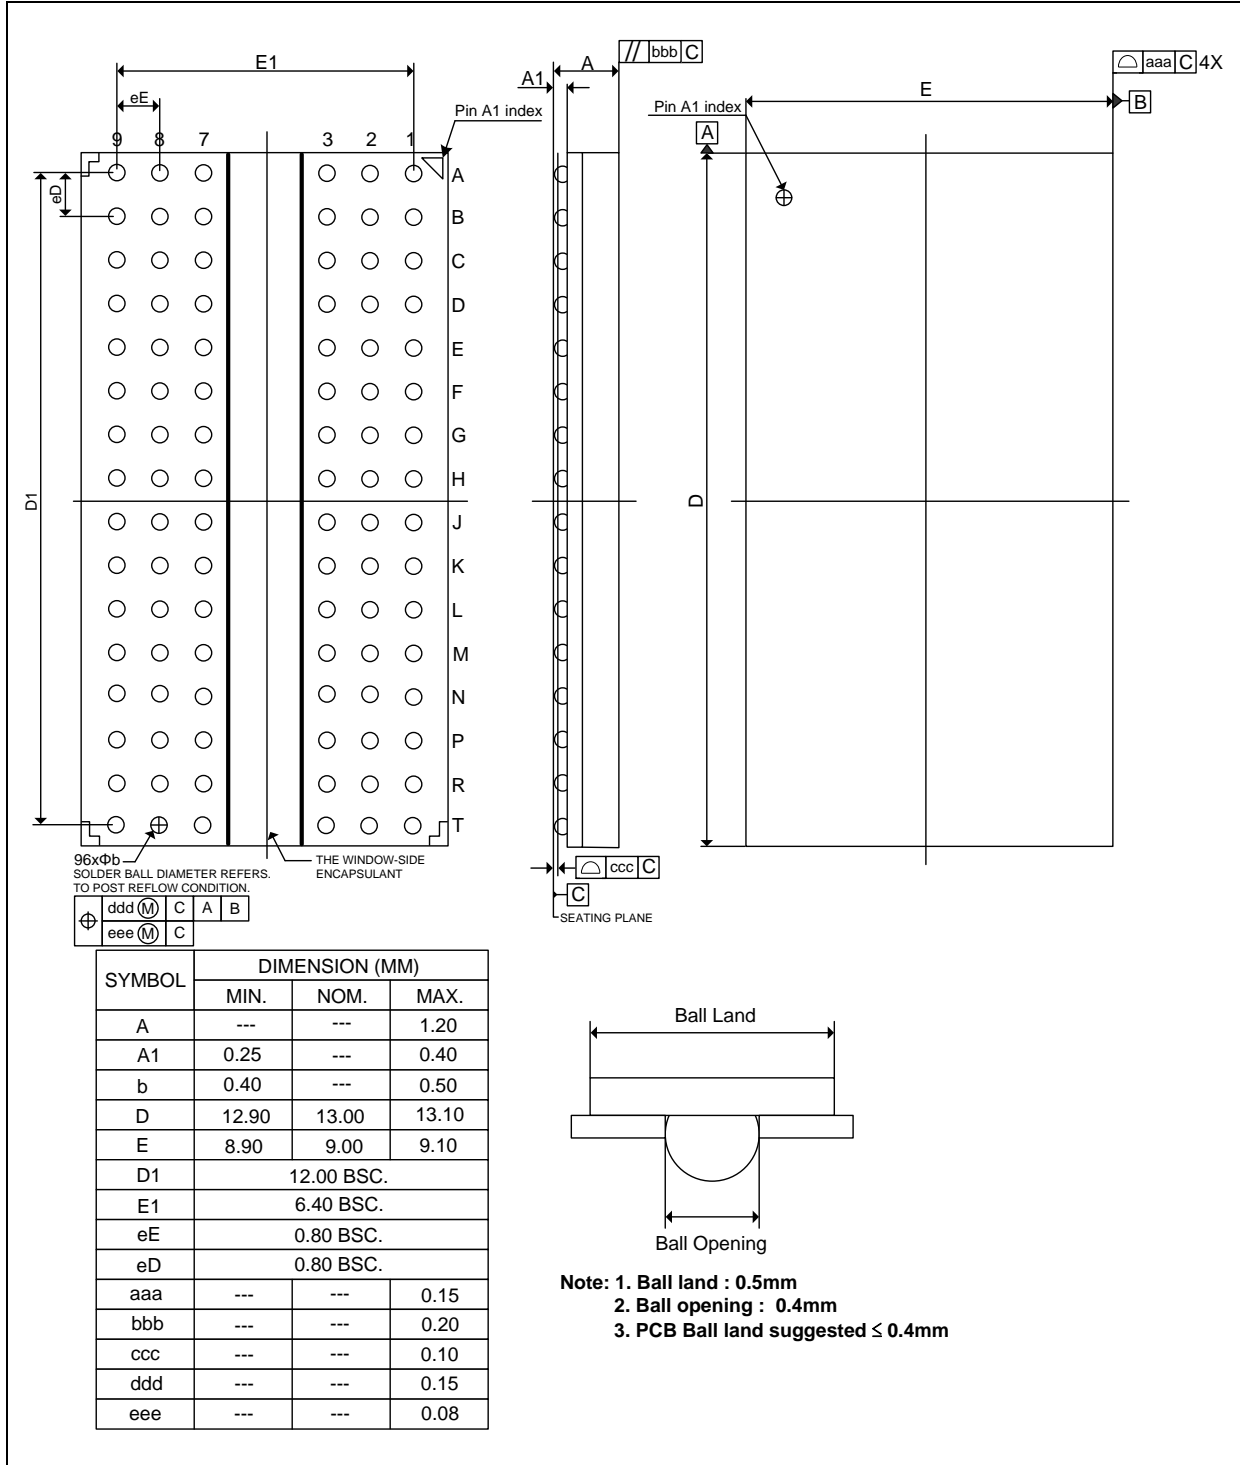 E1
eE
9 8 7 3 2 1
Pin A1 index
A
B
C
D
E
F
G
H
J
K
L
M
N
P
R
T
eD
D1
96xΦb
SOLDER BALL DIAMETER REFERS.
TO POST REFLOW CONDITION.
THE WINDOW-SIDE
ENCAPSULANT
⌖ ddd Ⓜ C A B
eee Ⓜ C
A1
A
// bbb C
⌓ ccc C
C
SEATING PLANE
⌓ aaa C 4X
E
B
Pin A1 index
A
D
SYMBOL DIMENSION (MM)
MIN. NOM. MAX.
A --- --- 1.20
A1 0.25 --- 0.40
b 0.40 --- 0.50
D 12.90 13.00 13.10
E 8.90 9.00 9.10
D1 12.00 BSC.
E1 6.40 BSC.
eE 0.80 BSC.
eD 0.80 BSC.
aaa --- --- 0.15
bbb --- --- 0.20
ccc --- --- 0.10
ddd --- --- 0.15
eee --- --- 0.08
Ball Land
Ball Opening
Note: 1. Ball land : 0.5mm
2. Ball opening : 0.4mm
3. PCB Ball land suggested ≤ 0.4mm